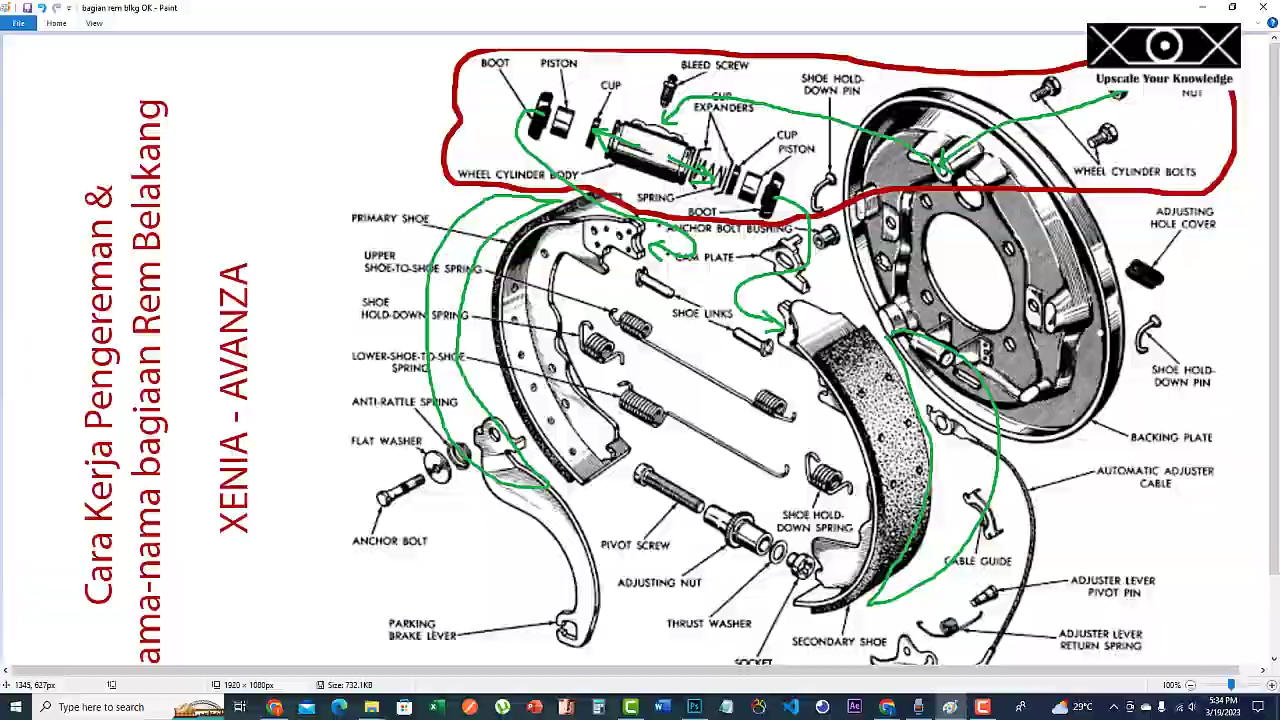 bagian rem blkg OK - Paint
File Home View
Upscale Your Knowledge
Cara Kerja Pengereman &
ama-nama bagiaan Rem Belakang
XENIA - AVANZA
BOOT
PISTON
CUP
BLEED SCREW
CUP
EXPANDERS
SHOE HOLD-
DOWN PIN
NUT
CUP
PISTON
WHEEL CYLINDER BODY
WHEEL CYLINDER BOLTS
SPRING
BOOT
PRIMARY SHOE
ANCHOR BOLT BUSHING
ADJUSTING
HOLE COVER
UPPER
SHOE-TO-SHOE SPRING
CAM PLATE
SHOE
HOLD-DOWN SPRING
SHOE LINKS
LOWER-SHOE-TO-SHOE
SPRING
SHOE HOLD-
DOWN PIN
ANTI-RATTLE SPRING
FLAT WASHER
BACKING PLATE
AUTOMATIC ADJUSTER
CABLE
SHOE HOLD-
DOWN SPRING
ANCHOR BOLT
PIVOT SCREW
CABLE GUIDE
ADJUSTING NUT
ADJUSTER LEVER
PIVOT PIN
PARKING
BRAKE LEVER
THRUST WASHER
SECONDARY SHOE
ADJUSTER LEVER
RETURN SPRING
SOCKET
1345, 627px
1920 × 1080px
Size: 732.1KB
100%
Type here to search
29°C
5:34 PM
3/19/2023